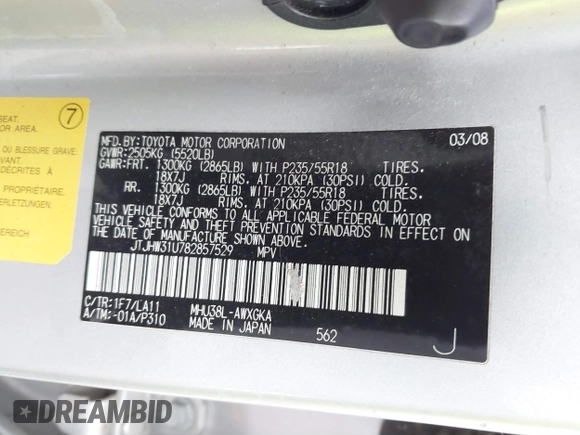 SEAT.
OR AREA.
7
OU BLESSURE GRAVE:
DÉCRITES À
PROPRIÉTAIRE.
VERLETZUNGEN
BEREICH
MFD.BY:TOYOTA MOTOR CORPORATION 03/08
GVWR:2505KG (5520LB)
GAWR:FRT. 1300KG (2865LB) WITH P235/55R18 TIRES.
18X7J RIMS. AT 210KPA (30PSI) COLD.
RR. 1300KG (2865LB) WITH P235/55R18 TIRES.
18X7J RIMS. AT 210KPA (30PSI) COLD.
THIS VEHICLE CONFORMS TO ALL APPLICABLE FEDERAL MOTOR
VEHICLE SAFETY AND THEFT PREVENTION STANDARDS IN EFFECT ON
THE DATE OF MANUFACTURE SHOWN ABOVE.
JTJHW31U782857529 MPV
C/TR:1F7/LA11 MHU38L-AWXGKA
A/TM:-01A/P310 MADE IN JAPAN 562 J
DREAMBID